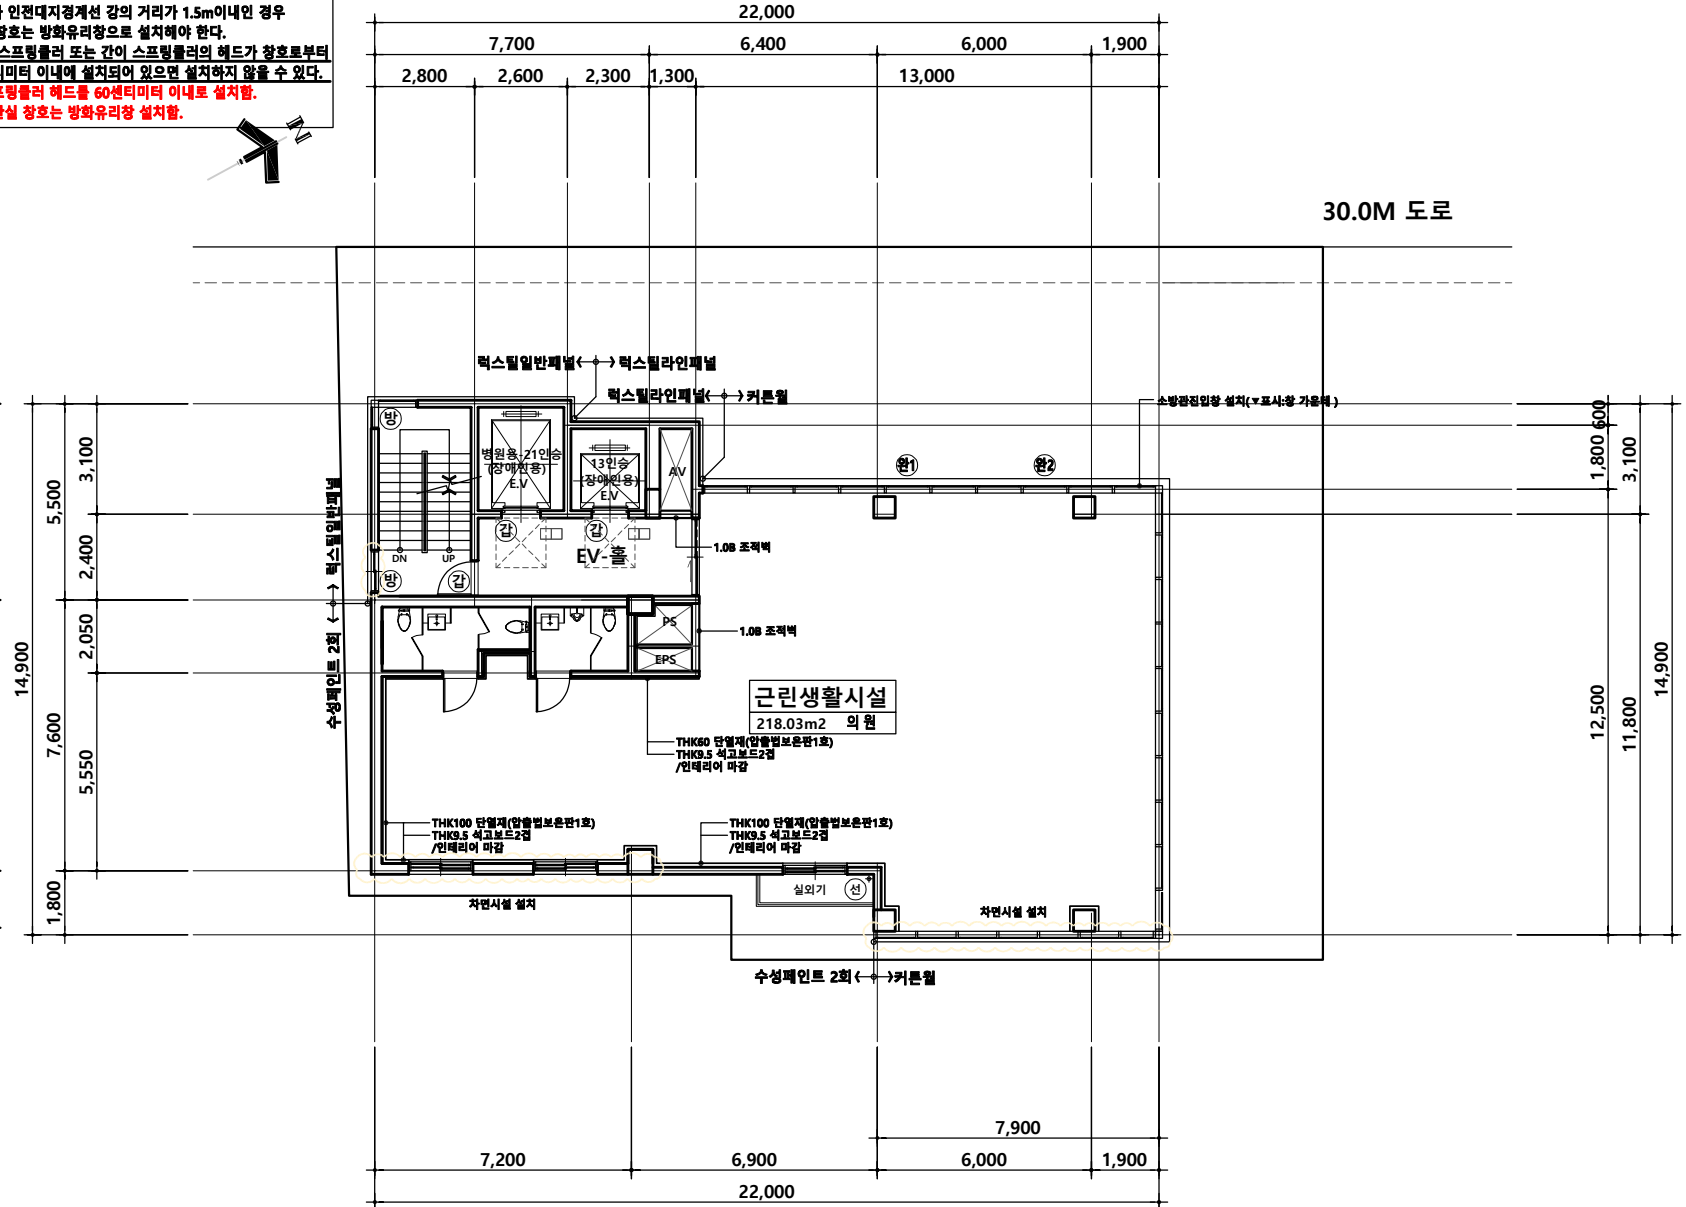 인전대지경계선 강의 거리가 1.5m이내인 경우
창호는 방화유리창으로 설치해야 한다.
스프링클러 또는 간이 스프링클러의 헤드가 창호로부터
미터 이내에 설치되어 있으면 설치하지 않을 수 있다.
프링클러 헤드를 60센티미터 이내로 설치함.
창호는 방화유리창 설치함.
N
22,000
7,700
6,400
6,000
1,900
2,800
2,600
2,300
1,300
13,000
30.0M 도로
럭스틸일반패널
럭스틸라인패널
럭스틸라인패널
커튼월
소방관진입창 설치(▼표시:창 가운데 )
방
병원용-21인승
(장애인용)
E.V
13인승
(장애인용)
E.V
AV
완1
완2
갑
갑
EV-홀
1.0B 조적벽
DN
UP
방
갑
PS
1.0B 조적벽
EPS
럭스틸일반패널
수성페인트 2회
근린생활시설
218.03m2 의원
THK60 단열재(압출법보온판1호)
THK9.5 석고보드2겹
/인테리어 마감
THK100 단열재(압출법보온판1호)
THK9.5 석고보드2겹
/인테리어 마감
THK100 단열재(압출법보온판1호)
THK9.5 석고보드2겹
/인테리어 마감
실외기
선
차면시설 설치
차면시설 설치
수성페인트 2회
커튼월
14,900
5,500
7,600
1,800
3,100
2,400
2,050
5,550
600
1,800
12,500
3,100
11,800
14,900
7,900
7,200
6,900
6,000
1,900
22,000